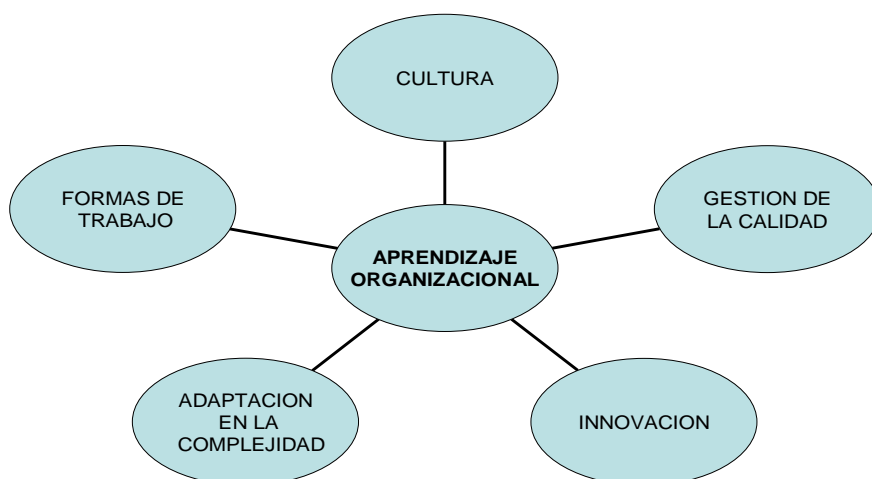 CULTURA
FORMAS DE
TRABAJO
GESTION DE
LA CALIDAD
APRENDIZAJE
ORGANIZACIONAL
ADAPTACION
EN LA
COMPLEJIDAD
INNOVACION